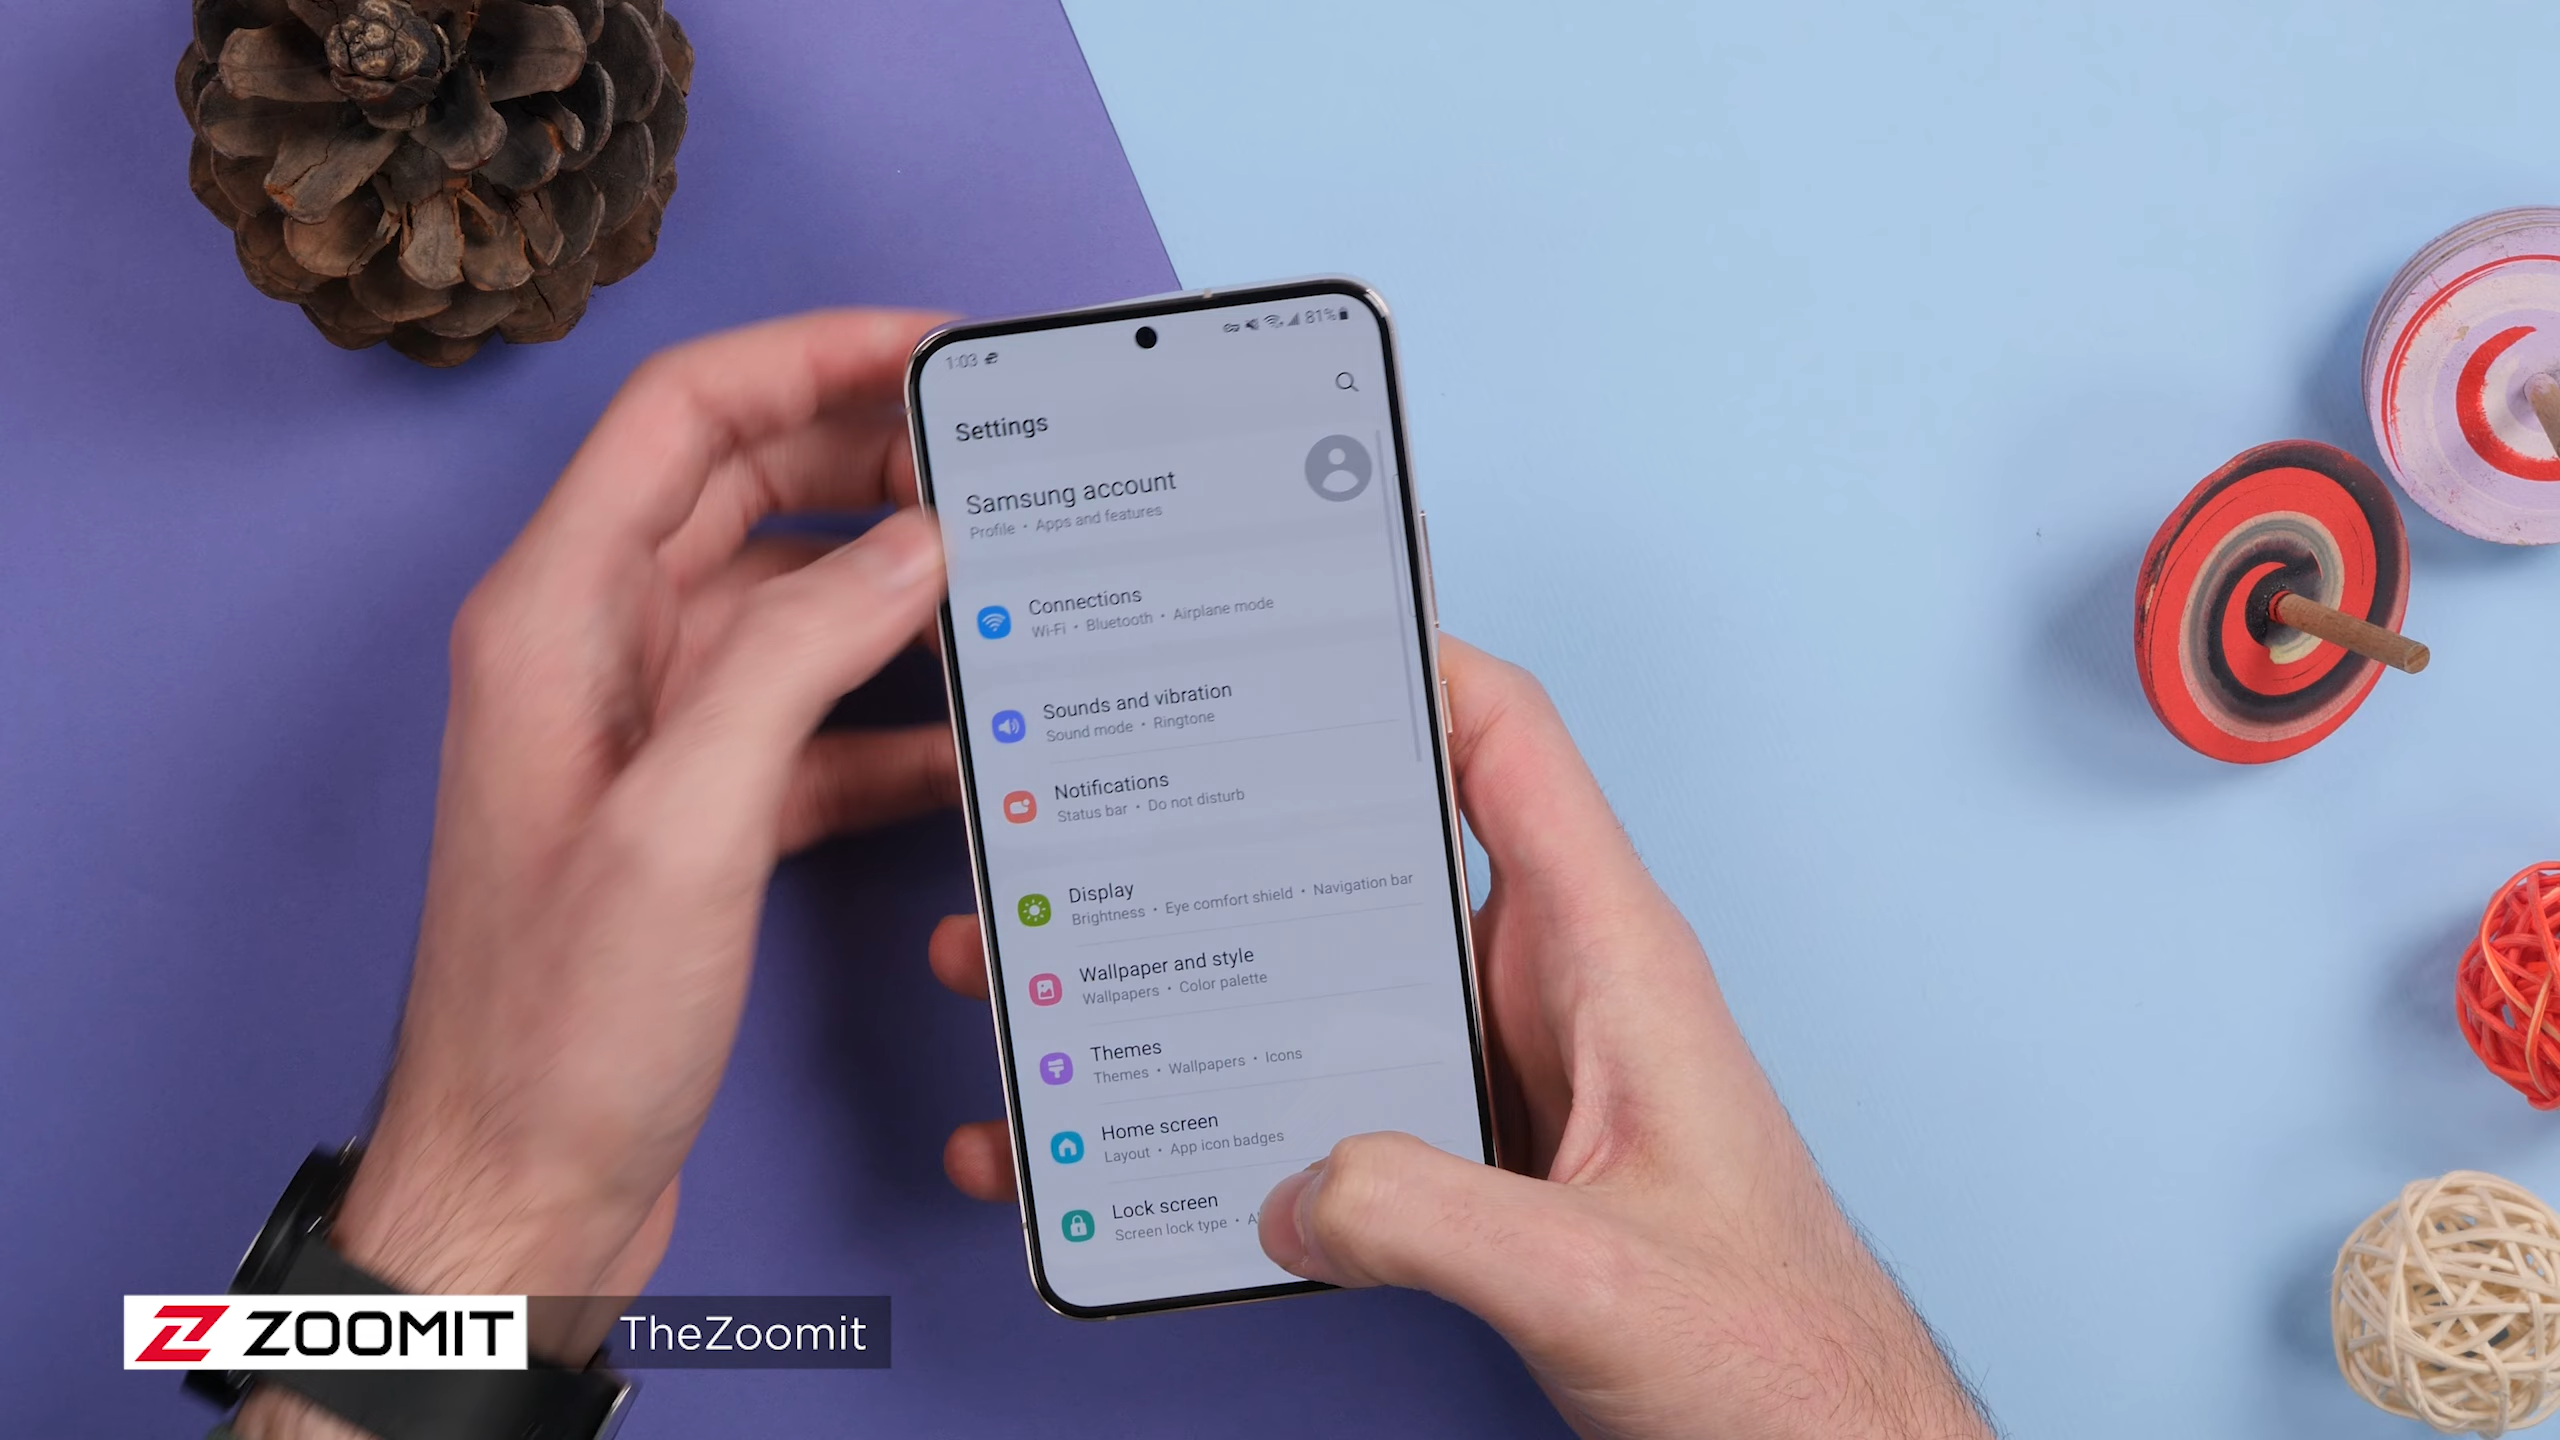 1:03
81%
Settings
Samsung account
Profile • Apps and features
Connections
Wi-Fi • Bluetooth • Airplane mode
Sounds and vibration
Sound mode • Ringtone
Notifications
Status bar • Do not disturb
Display
Brightness • Eye comfort shield • Navigation bar
Wallpaper and style
Wallpapers • Color palette
Themes
Themes • Wallpapers • Icons
Home screen
Layout • App icon badges
Lock screen
Screen lock type •
ZOOMIT
TheZoomit